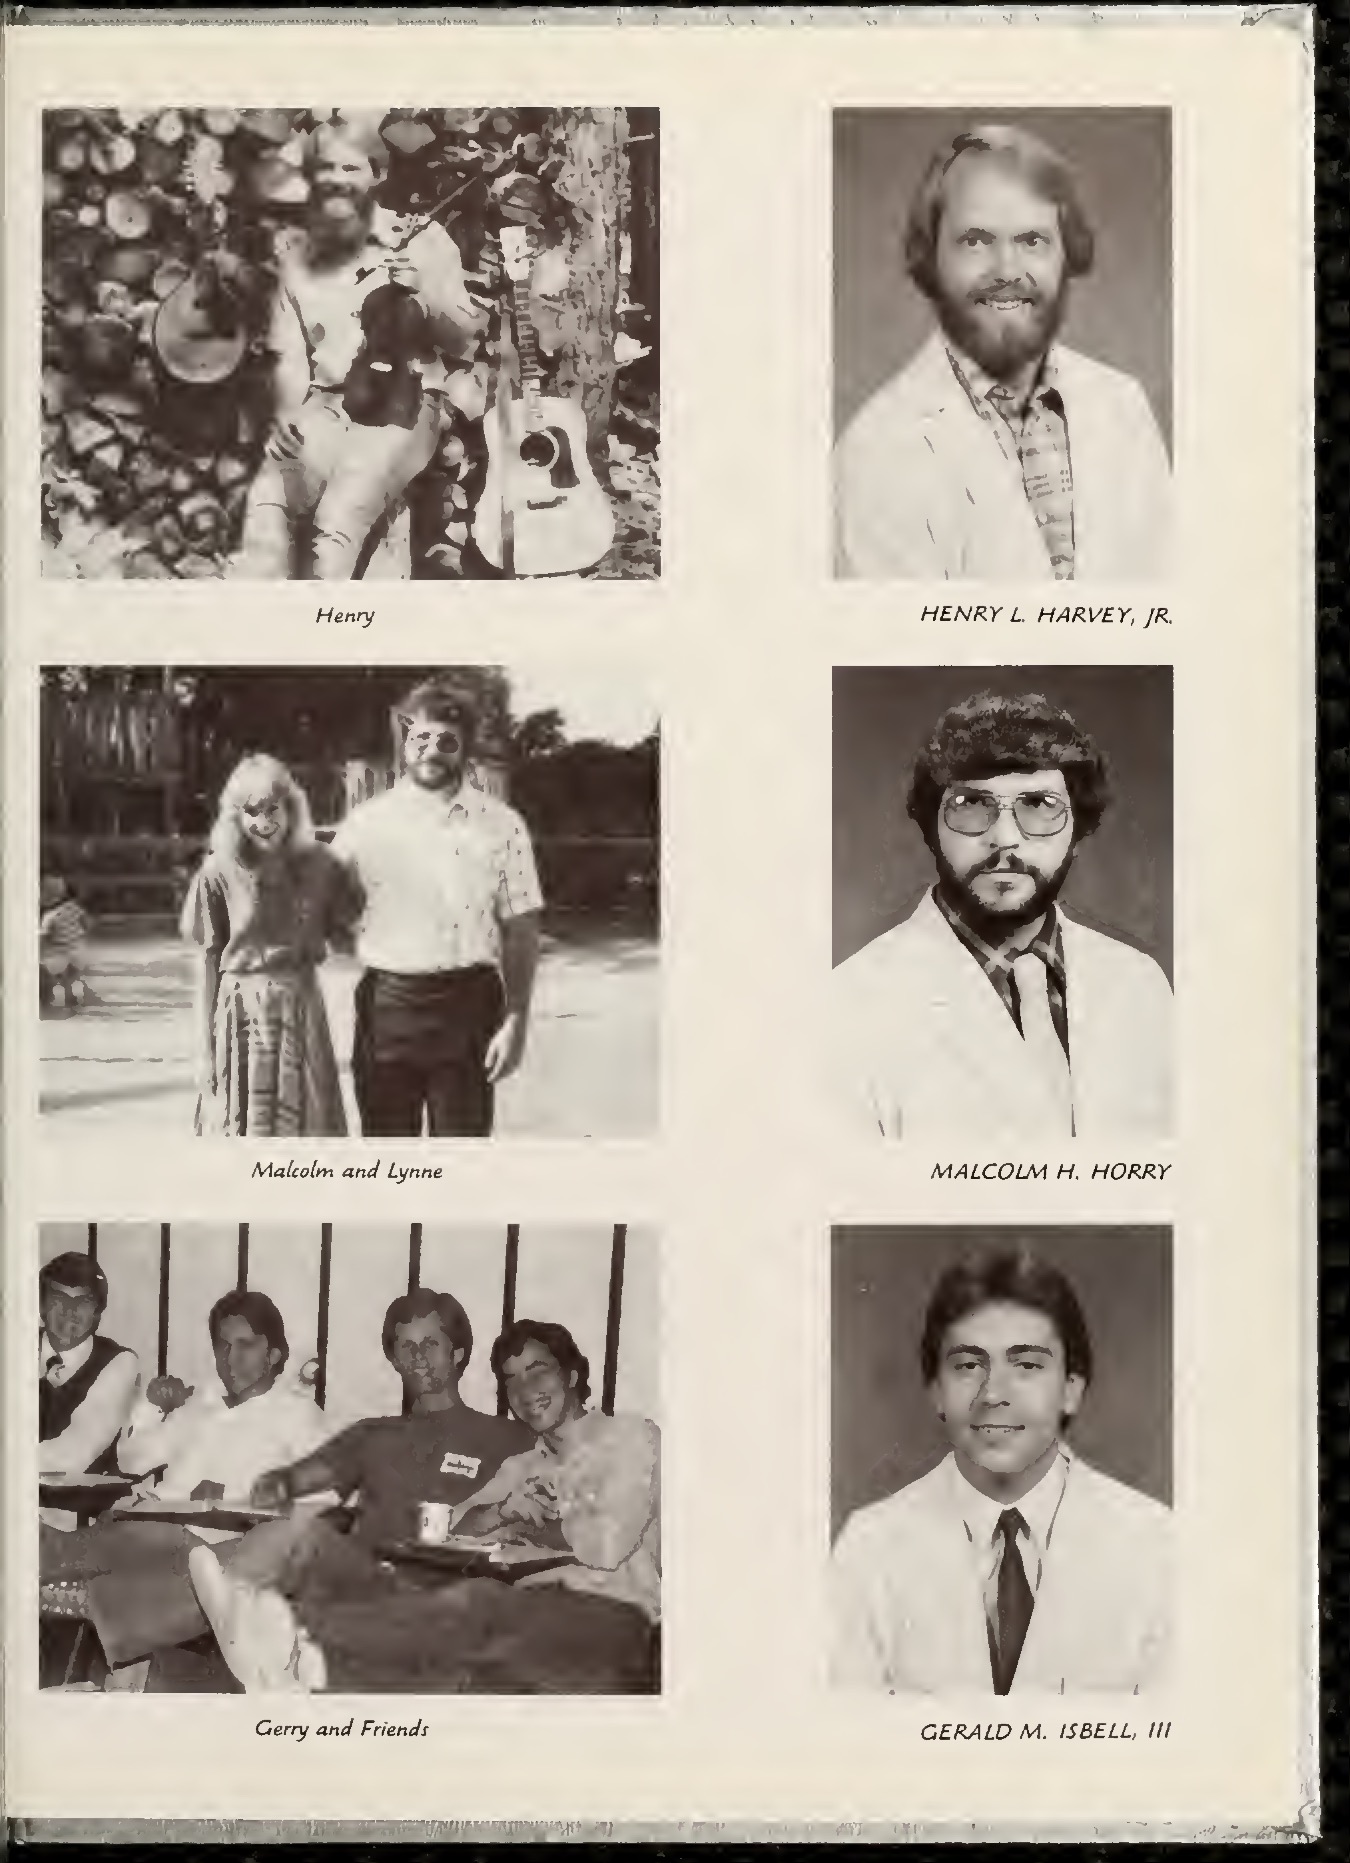 Henry
HENRY L. HARVEY, JR.
Malcolm and Lynne
MALCOLM H. HORRY
Gerry and Friends
GERALD M. ISBELL, III